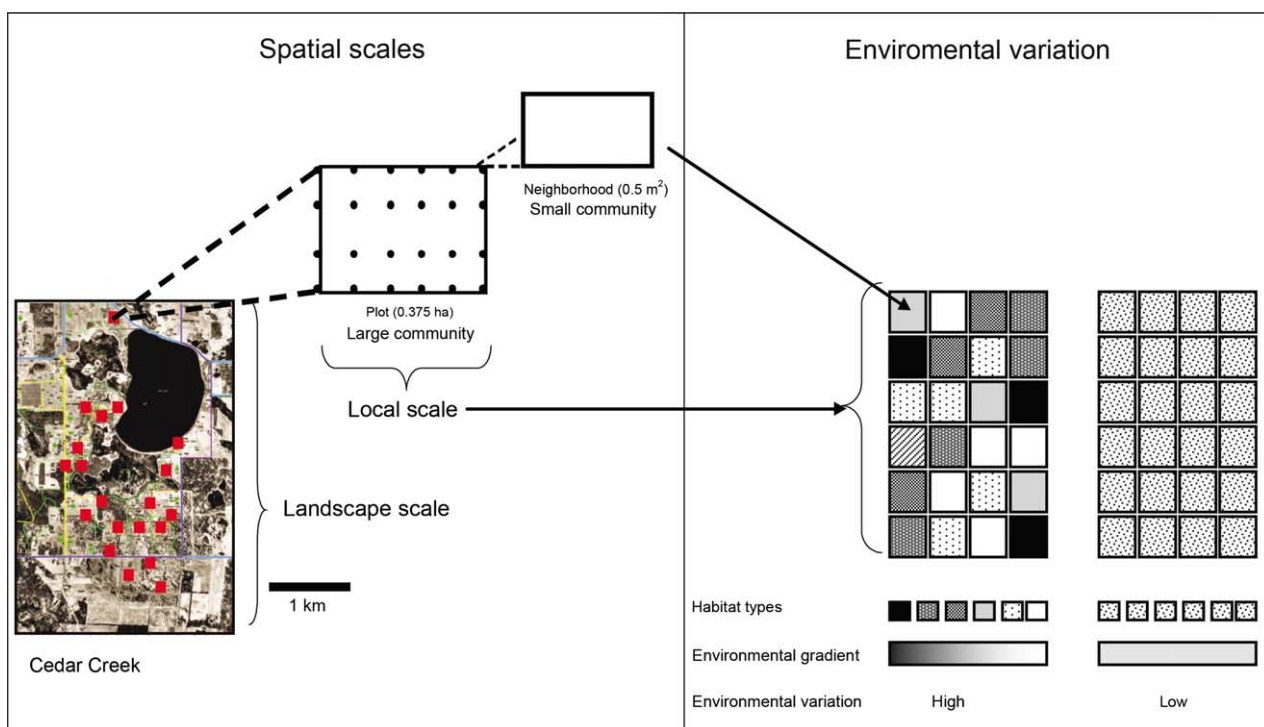 Spatial scales
Enviromental variation
Neighborhood (0.5 m²)
Small community
Plot (0.375 ha)
Large community
Local scale
Landscape scale
1 km
Cedar Creek
Habitat types
Environmental gradient
Environmental variation
High
Low